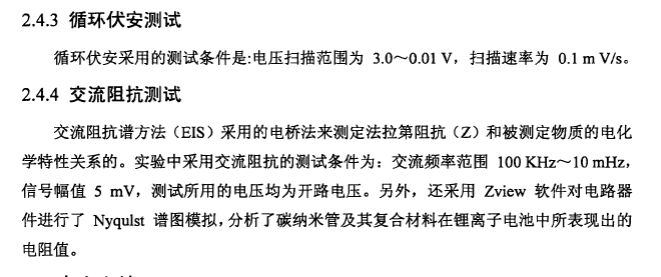 2.4.3 循环伏安测试
循环伏安采用的测试条件是:电压扫描范围为 3.0～0.01 V，扫描速率为 0.1 m V/s。
2.4.4 交流阻抗测试
交流阻抗谱方法（EIS）采用的电桥法来测定法拉第阻抗（Z）和被测定物质的电化
学特性关系的。实验中采用交流阻抗的测试条件为：交流频率范围 100 KHz～10 mHz，
信号幅值 5 mV，测试所用的电压均为开路电压。另外，还采用 Zview 软件对电路器
件进行了 Nyqulst 谱图模拟，分析了碳纳米管及其复合材料在锂离子电池中所表现出的
电阻值。